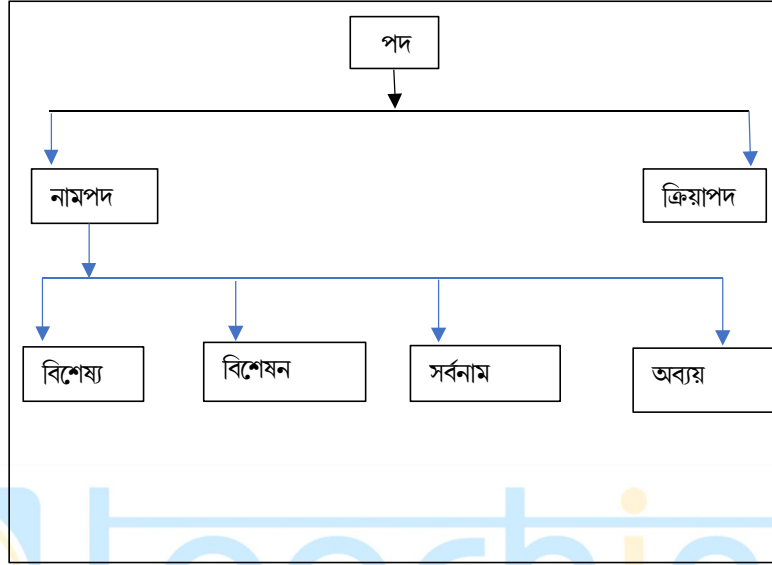 পদ
নামপদ
ক্রিয়াপদ
বিশেষ্য
বিশেষন
সর্বনাম
অব্যয়